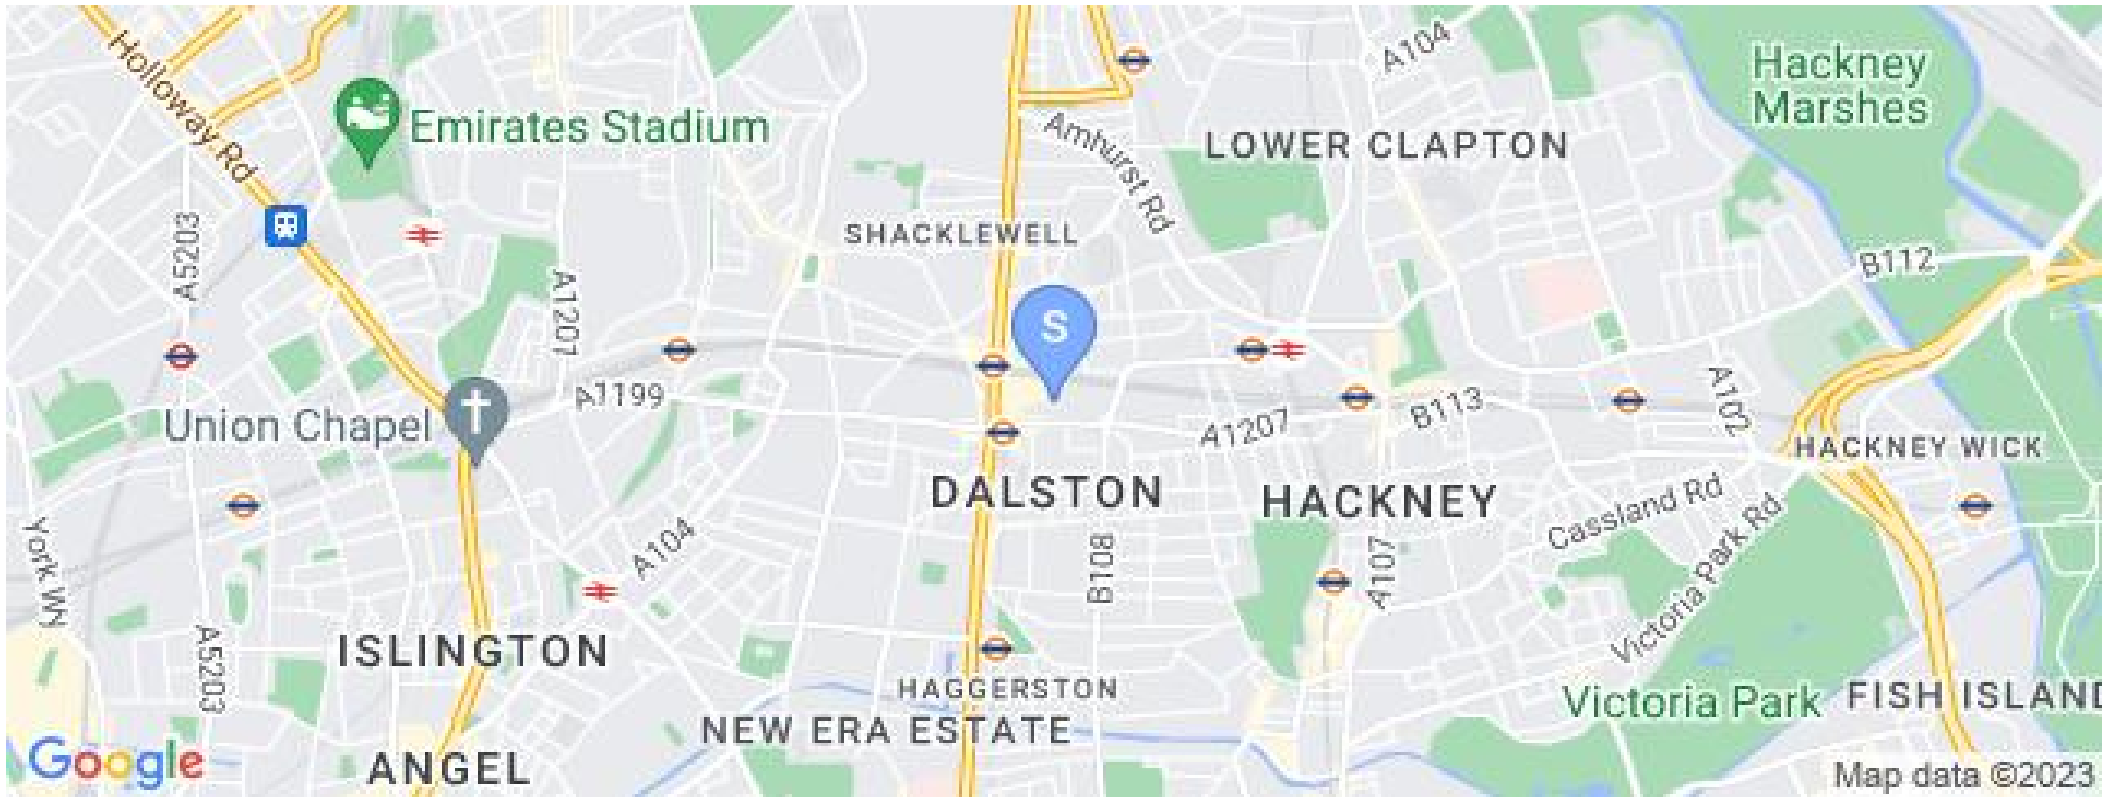 Holloway Rd
Emirates Stadium
A104
Hackney
Marshes
Amhurst Rd
LOWER CLAPTON
A5203
SHACKLEWELL
B112
A1207
S
A1199
Union Chapel
A1207
B113
A102
HACKNEY WICK
DALSTON
HACKNEY
Cassland Rd
York Wy
A104
B108
A107
Victoria Park Rd
A5203
ISLINGTON
HAGGERSTON
Victoria Park
FISH ISLAND
NEW ERA ESTATE
Google
ANGEL
Map data ©2023